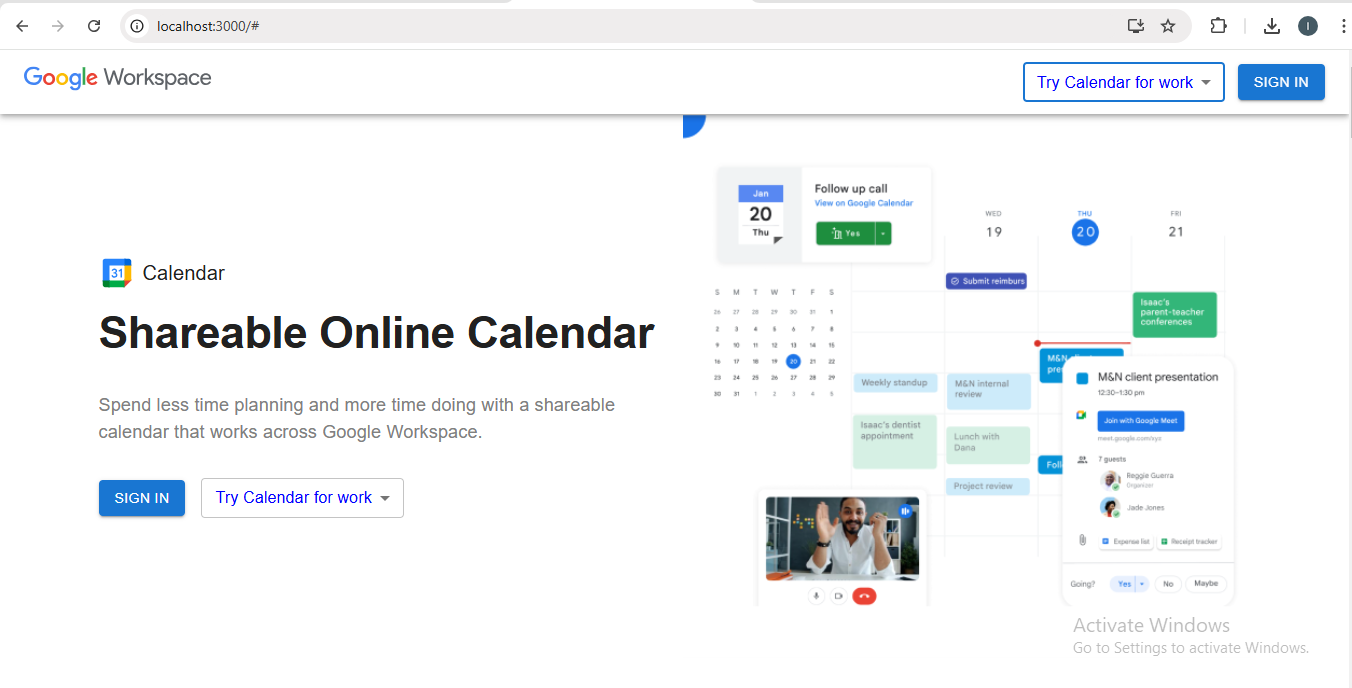 localhost:3000/#
I
Google Workspace
Try Calendar for work
SIGN IN
Jan
20
Thu
Follow up call
View on Google Calendar
Yes
WED
19
THU
20
FRI
21
31 Calendar
Shareable Online Calendar
Spend less time planning and more time doing with a shareable
calendar that works across Google Workspace.
SIGN IN
Try Calendar for work
S M T W T F S
26 27 28 29 30 31 1
2 3 4 5 6 7 8
9 10 11 12 13 14 15
16 17 18 19 20 21 22
23 24 25 26 27 28 29
30 31 1 2 3 4 5
Submit reimburs
Isaac's
parent-teacher
conferences
Weekly standup
M&N internal
review
Isaac's dentist
appointment
Lunch with
Dana
Project review
M&N
pre
Foll
M&N client presentation
12:30–1:30 pm
Join with Google Meet
meet.google.com/xyz
7 guests
Reggie Guerra
Organizer
Jade Jones
Expense list
Receipt tracker
Going?
Yes
No
Maybe
Activate Windows
Go to Settings to activate Windows.